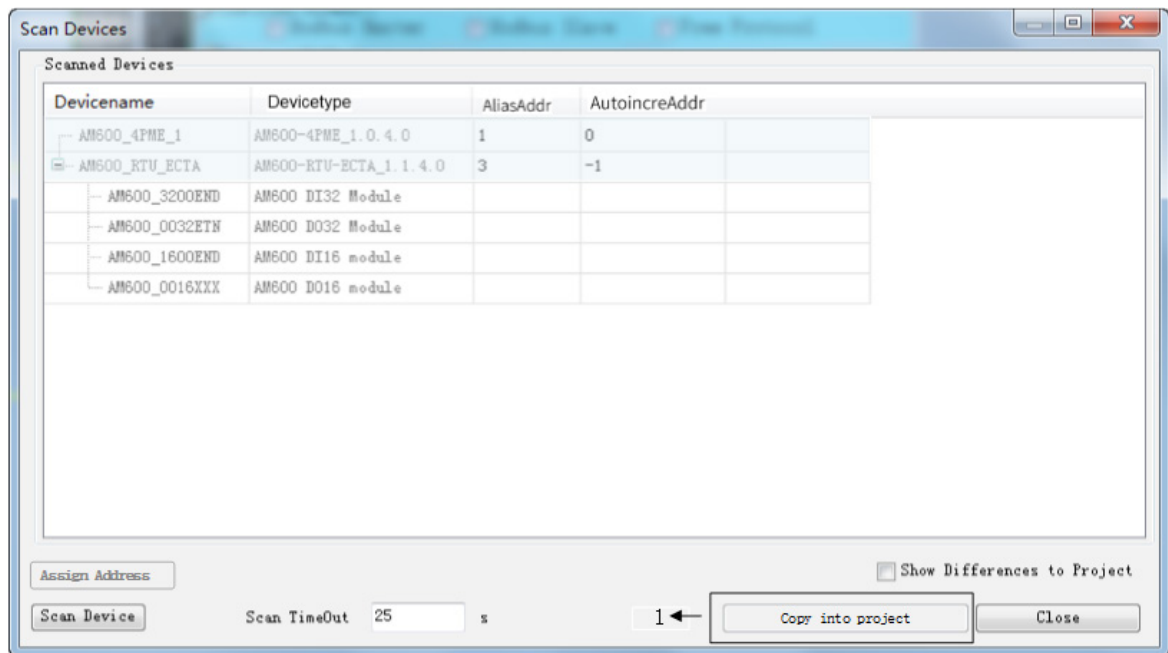 Scan Devices
Scanned Devices
Devicename Devicetype AliasAddr AutoincreAddr
AM600_4PME_1 AM600-4PME_1.0.4.0 1 0
AM600_RTU_ECTA AM600-RTU-ECTA_1.1.4.0 3 -1
AM600_3200END AM600 DI32 Module
AM600_0032ETN AM600 DO32 Module
AM600_1600END AM600 DI16 module
AM600_0016XXX AM600 DO16 module
Assign Address Show Differences to Project
Scan Device Scan TimeOut 25 s 1 Copy into project Close